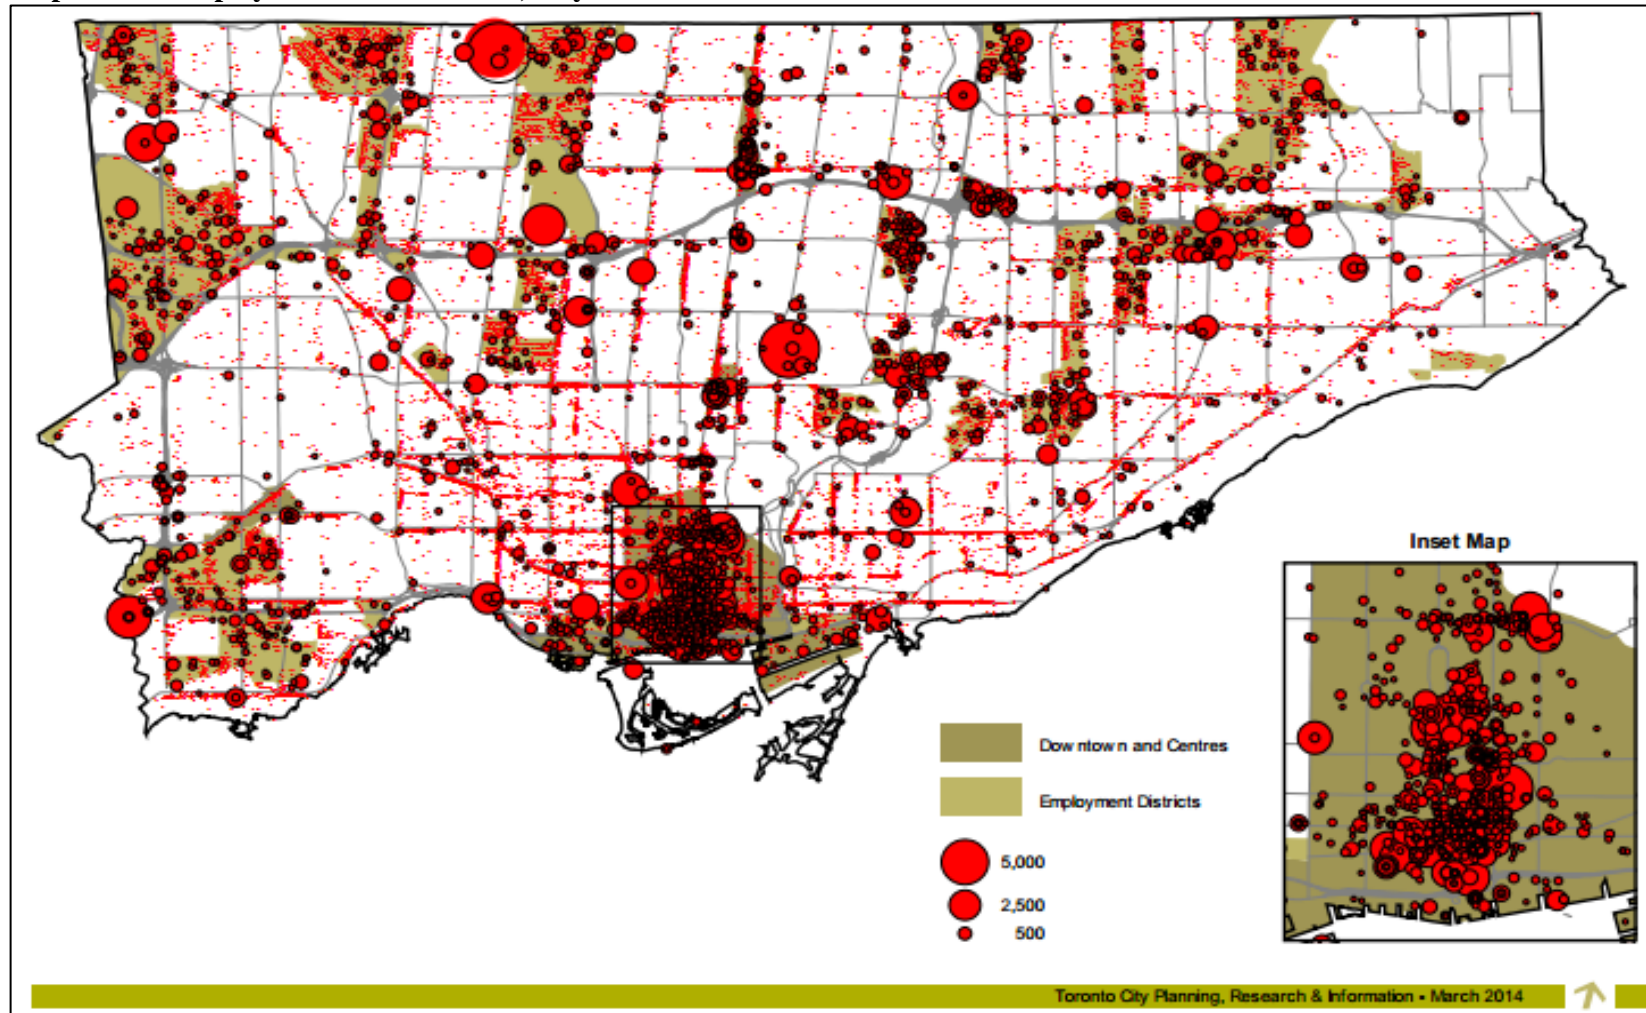 Inset Map
Downtown and Centres
Employment Districts
5,000
2,500
500
Toronto City Planning, Research & Information • March 2014